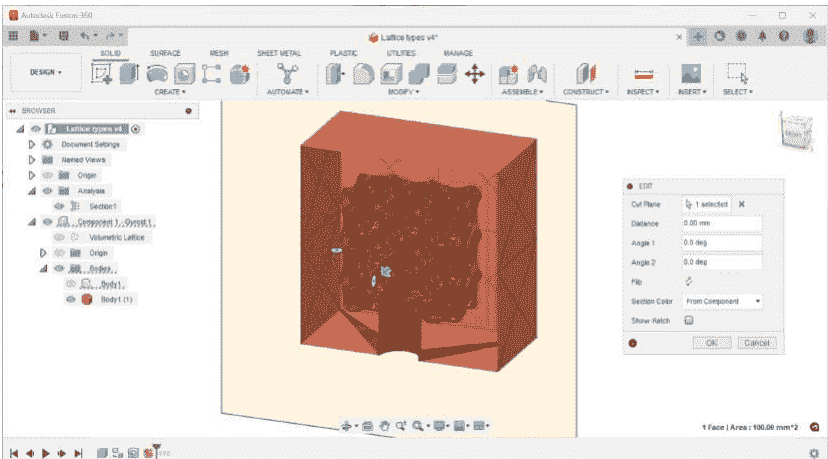 Autodesk Fusion 360
Lattice types v4*
SOLID SURFACE MESH SHEET METAL PLASTIC UTILITIES MANAGE
DESIGN
CREATE AUTOMATE MODIFY ASSEMBLE CONSTRUCT INSPECT INSERT SELECT
BROWSER
Lattice types v4
Document Settings
Named Views
Origin
Analysis
Section1
Component 1 - Gyroid:1
Volumetric Lattice
Origin
Bodies
Body1
Body1 (1)
EDIT
Cut Plane 1 selected
Distance 0.00 mm
Angle 1 0.0 deg
Angle 2 0.0 deg
Flip
Section Color From Component
Show Hatch
OK Cancel
1 Face | Area : 100.00 mm^2